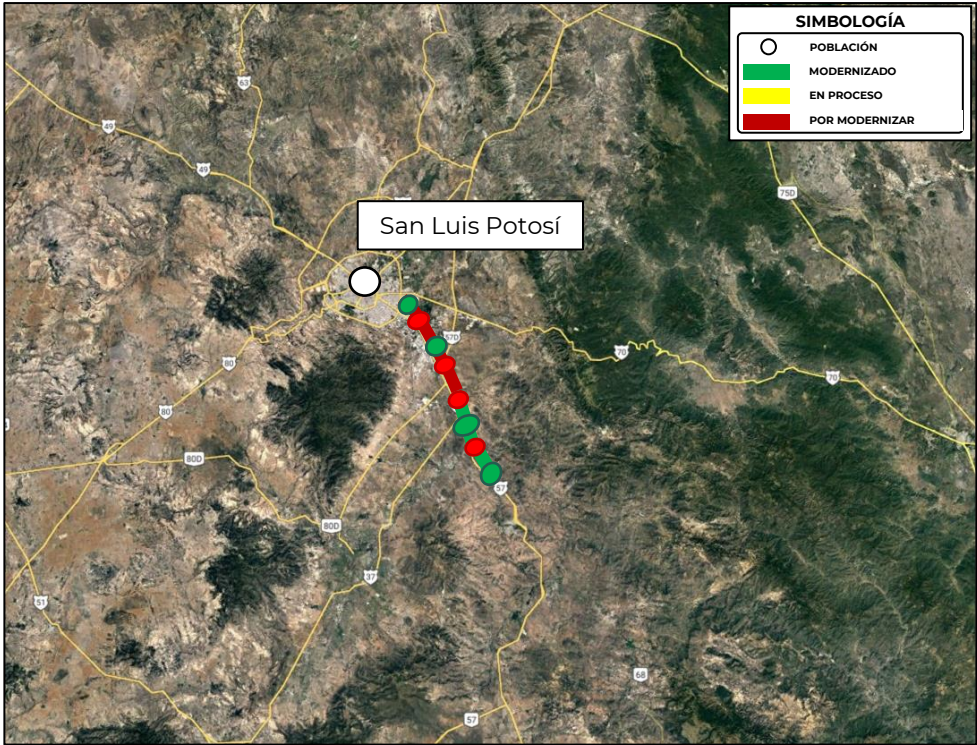 SIMBOLOGÍA
POBLACIÓN
MODERNIZADO
EN PROCESO
POR MODERNIZAR
63
49
49
75D
San Luis Potosí
57D
70
80
70
80
80D
57
80D
37
51
68
57